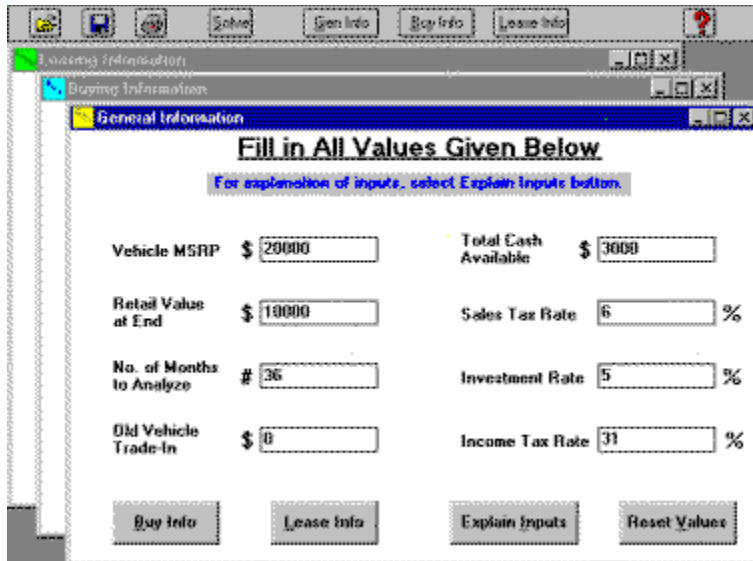 Solve Gen Info Buy Info Lease Info ?
Leasing Information
Buying Information
General Information
Fill in All Values Given Below
For explanation of inputs, select Explain Inputs button.
Vehicle MSRP $ 20000 Total Cash Available $ 3000
Retail Value at End $ 10000 Sales Tax Rate 6 %
No. of Months to Analyze # 36 Investment Rate 5 %
Old Vehicle Trade-In $ 0 Income Tax Rate 31 %
Buy Info Lease Info Explain Inputs Reset Values